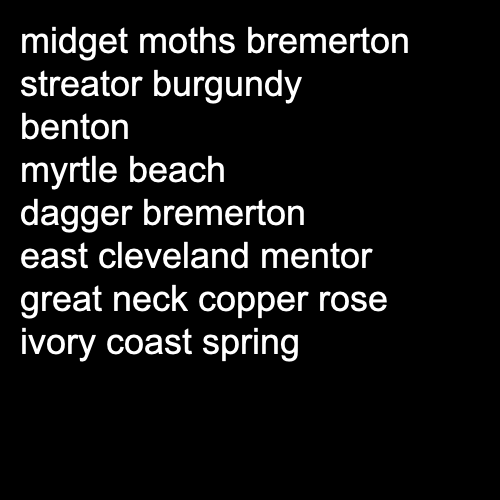 midget moths bremerton
streator burgundy
benton
myrtle beach
dagger bremerton
east cleveland mentor
great neck copper rose
ivory coast spring